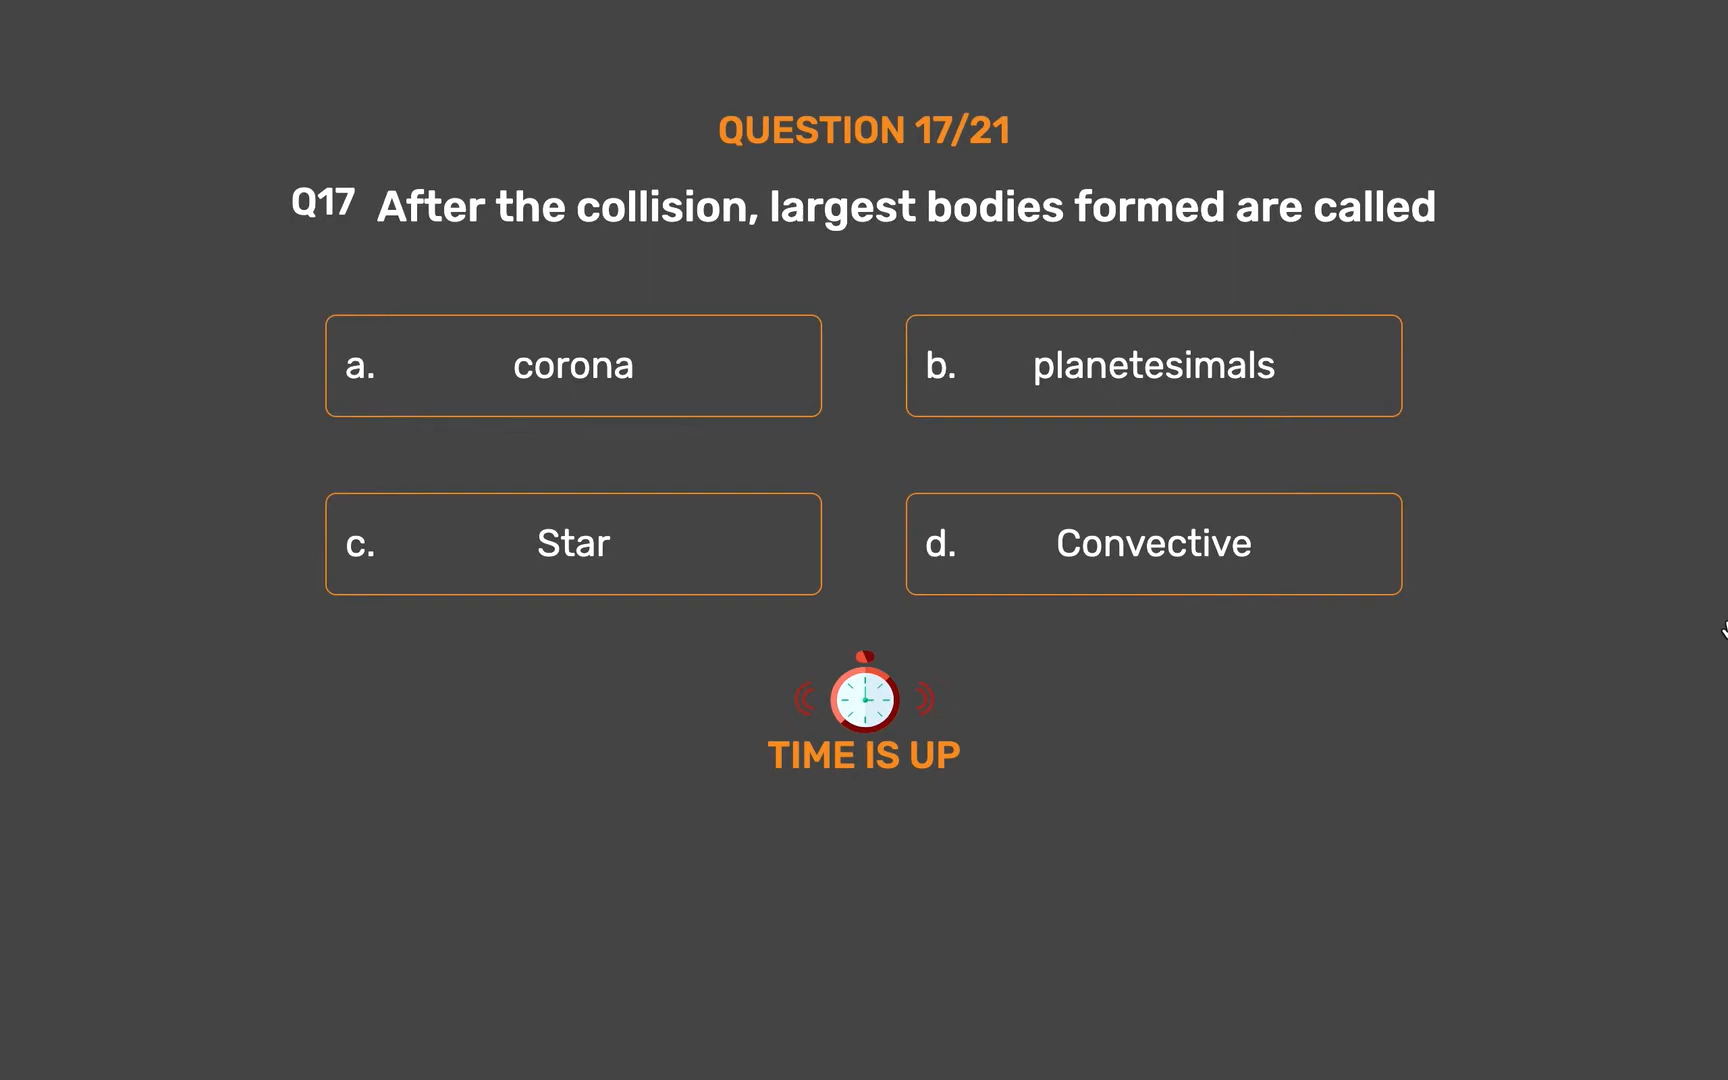 QUESTION 17/21
Q17 After the collision, largest bodies formed are called
a. corona
b. planetesimals
c. Star
d. Convective
TIME IS UP